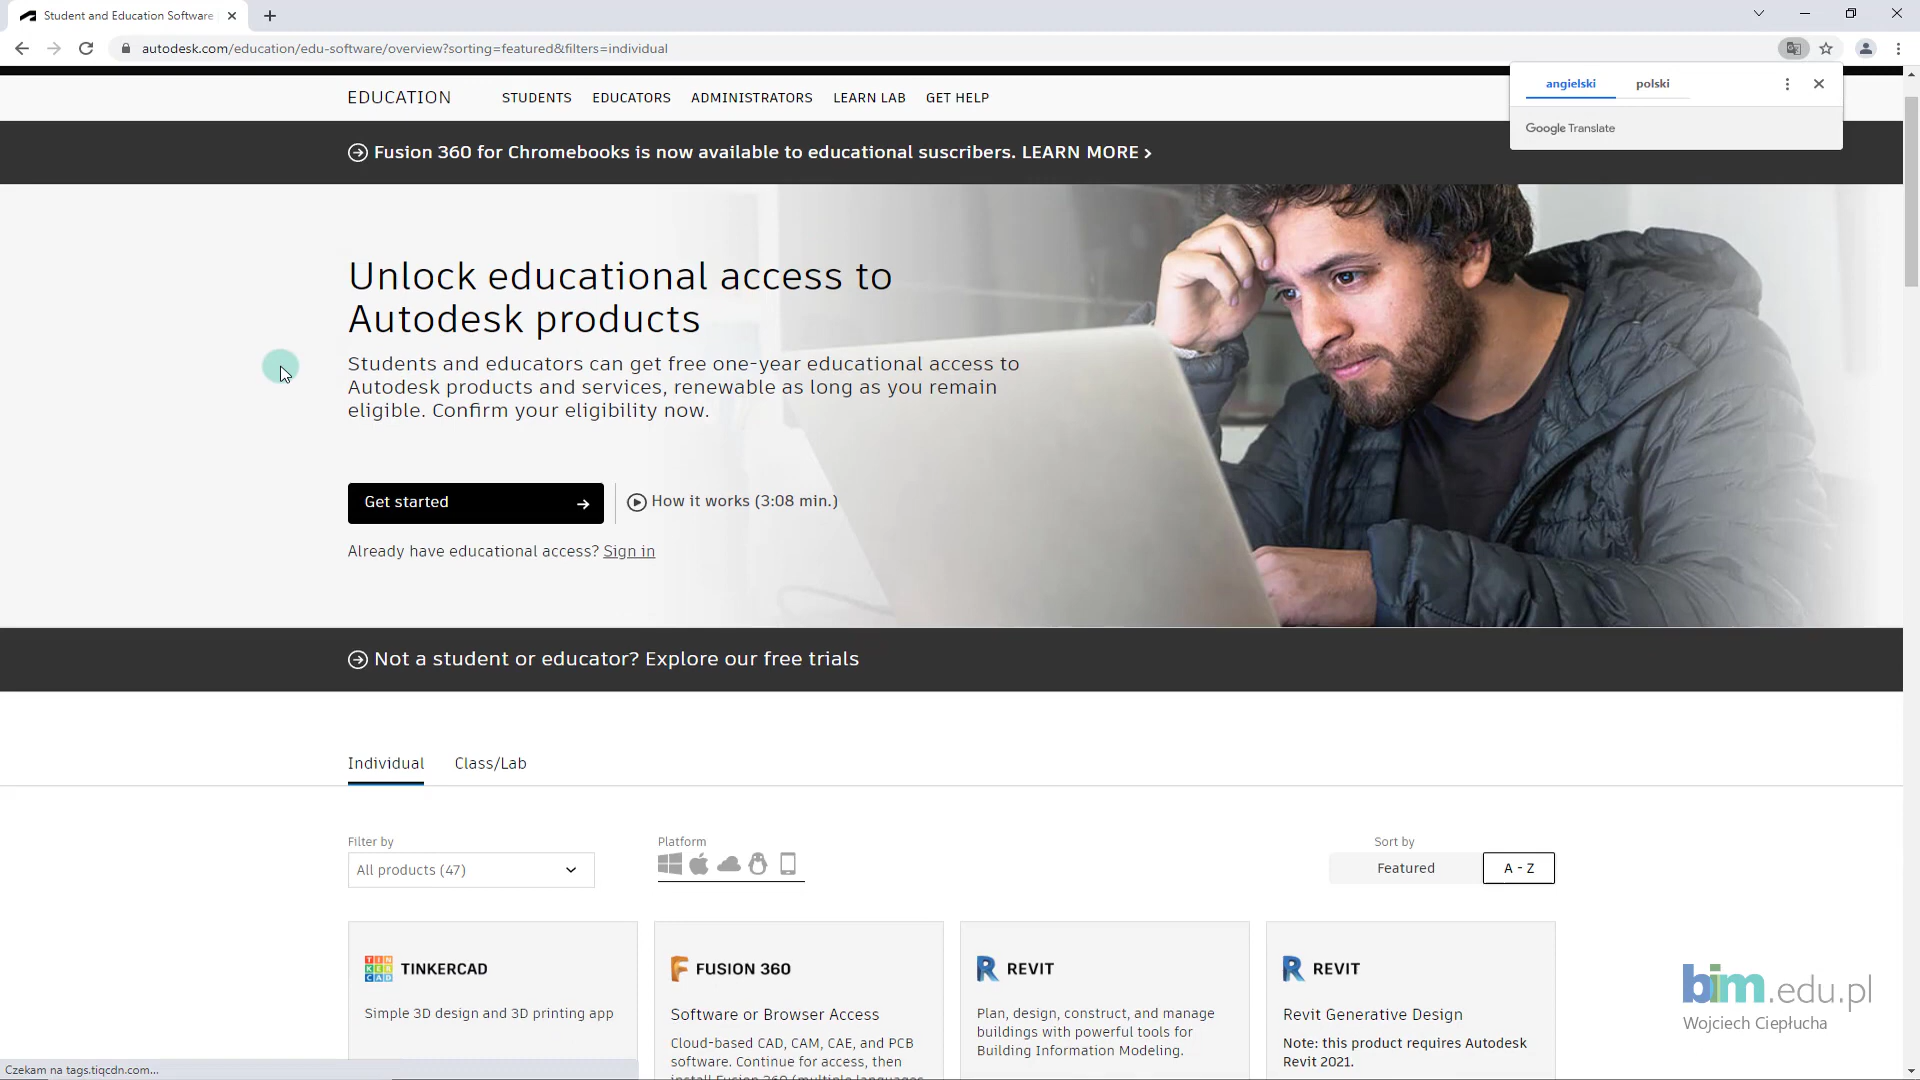 Student and Education Software
autodesk.com/education/edu-software/overview?sorting=featured&filters=individual
angielski polski
Google Translate
EDUCATION STUDENTS EDUCATORS ADMINISTRATORS LEARN LAB GET HELP
Fusion 360 for Chromebooks is now available to educational suscribers. LEARN MORE >
Unlock educational access to
Autodesk products
Students and educators can get free one-year educational access to
Autodesk products and services, renewable as long as you remain
eligible. Confirm your eligibility now.
Get started
How it works (3:08 min.)
Already have educational access? Sign in
Not a student or educator? Explore our free trials
Individual Class/Lab
Filter by Platform Sort by
All products (47) Featured A - Z
TINKERCAD
Simple 3D design and 3D printing app
FUSION 360
Software or Browser Access
Cloud-based CAD, CAM, CAE, and PCB
software. Continue for access, then
install Fusion 360 (multiple languages
REVIT
Plan, design, construct, and manage
buildings with powerful tools for
Building Information Modeling.
REVIT
Revit Generative Design
Note: this product requires Autodesk
Revit 2021.
bim.edu.pl
Wojciech Ciepłucha
Czekam na tags.tiqcdn.com...